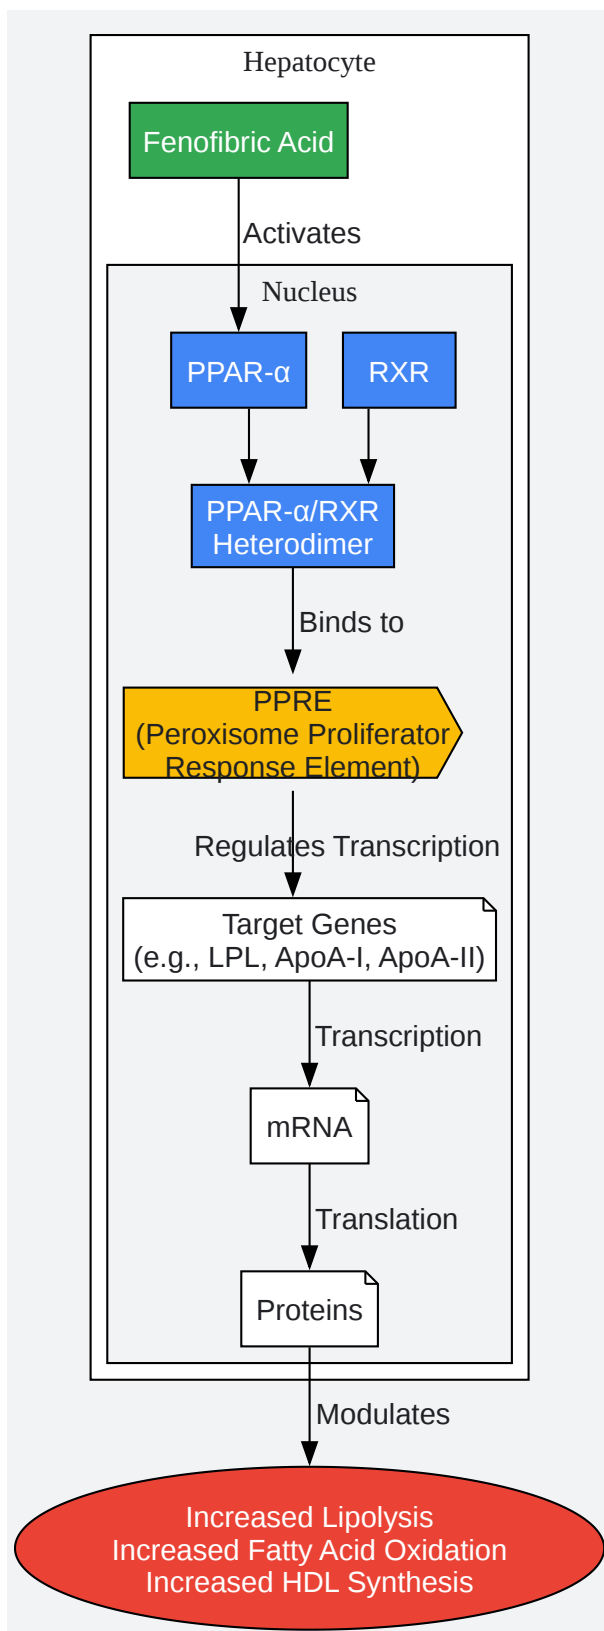 Hepatocyte
Fenofibric Acid
Activates
Nucleus
PPAR-α
RXR
PPAR-α/RXR
Heterodimer
Binds to
PPRE
(Peroxisome Proliferator
Response Element)
Regulates Transcription
Target Genes
(e.g., LPL, ApoA-I, ApoA-II)
Transcription
mRNA
Translation
Proteins
Modulates
Increased Lipolysis
Increased Fatty Acid Oxidation
Increased HDL Synthesis